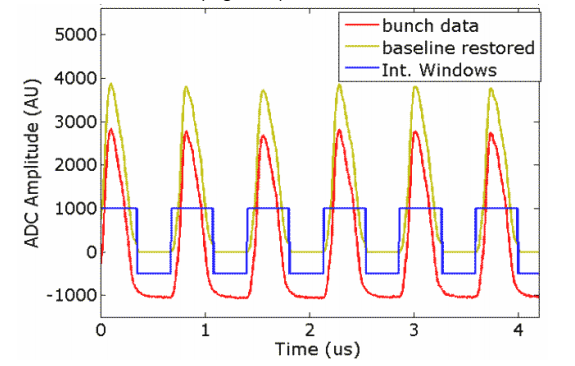 bunch data
baseline restored
Int. Windows
5000
4000
3000
2000
1000
0
-1000
ADC Amplitude (AU)
0 1 2 3 4
Time (us)